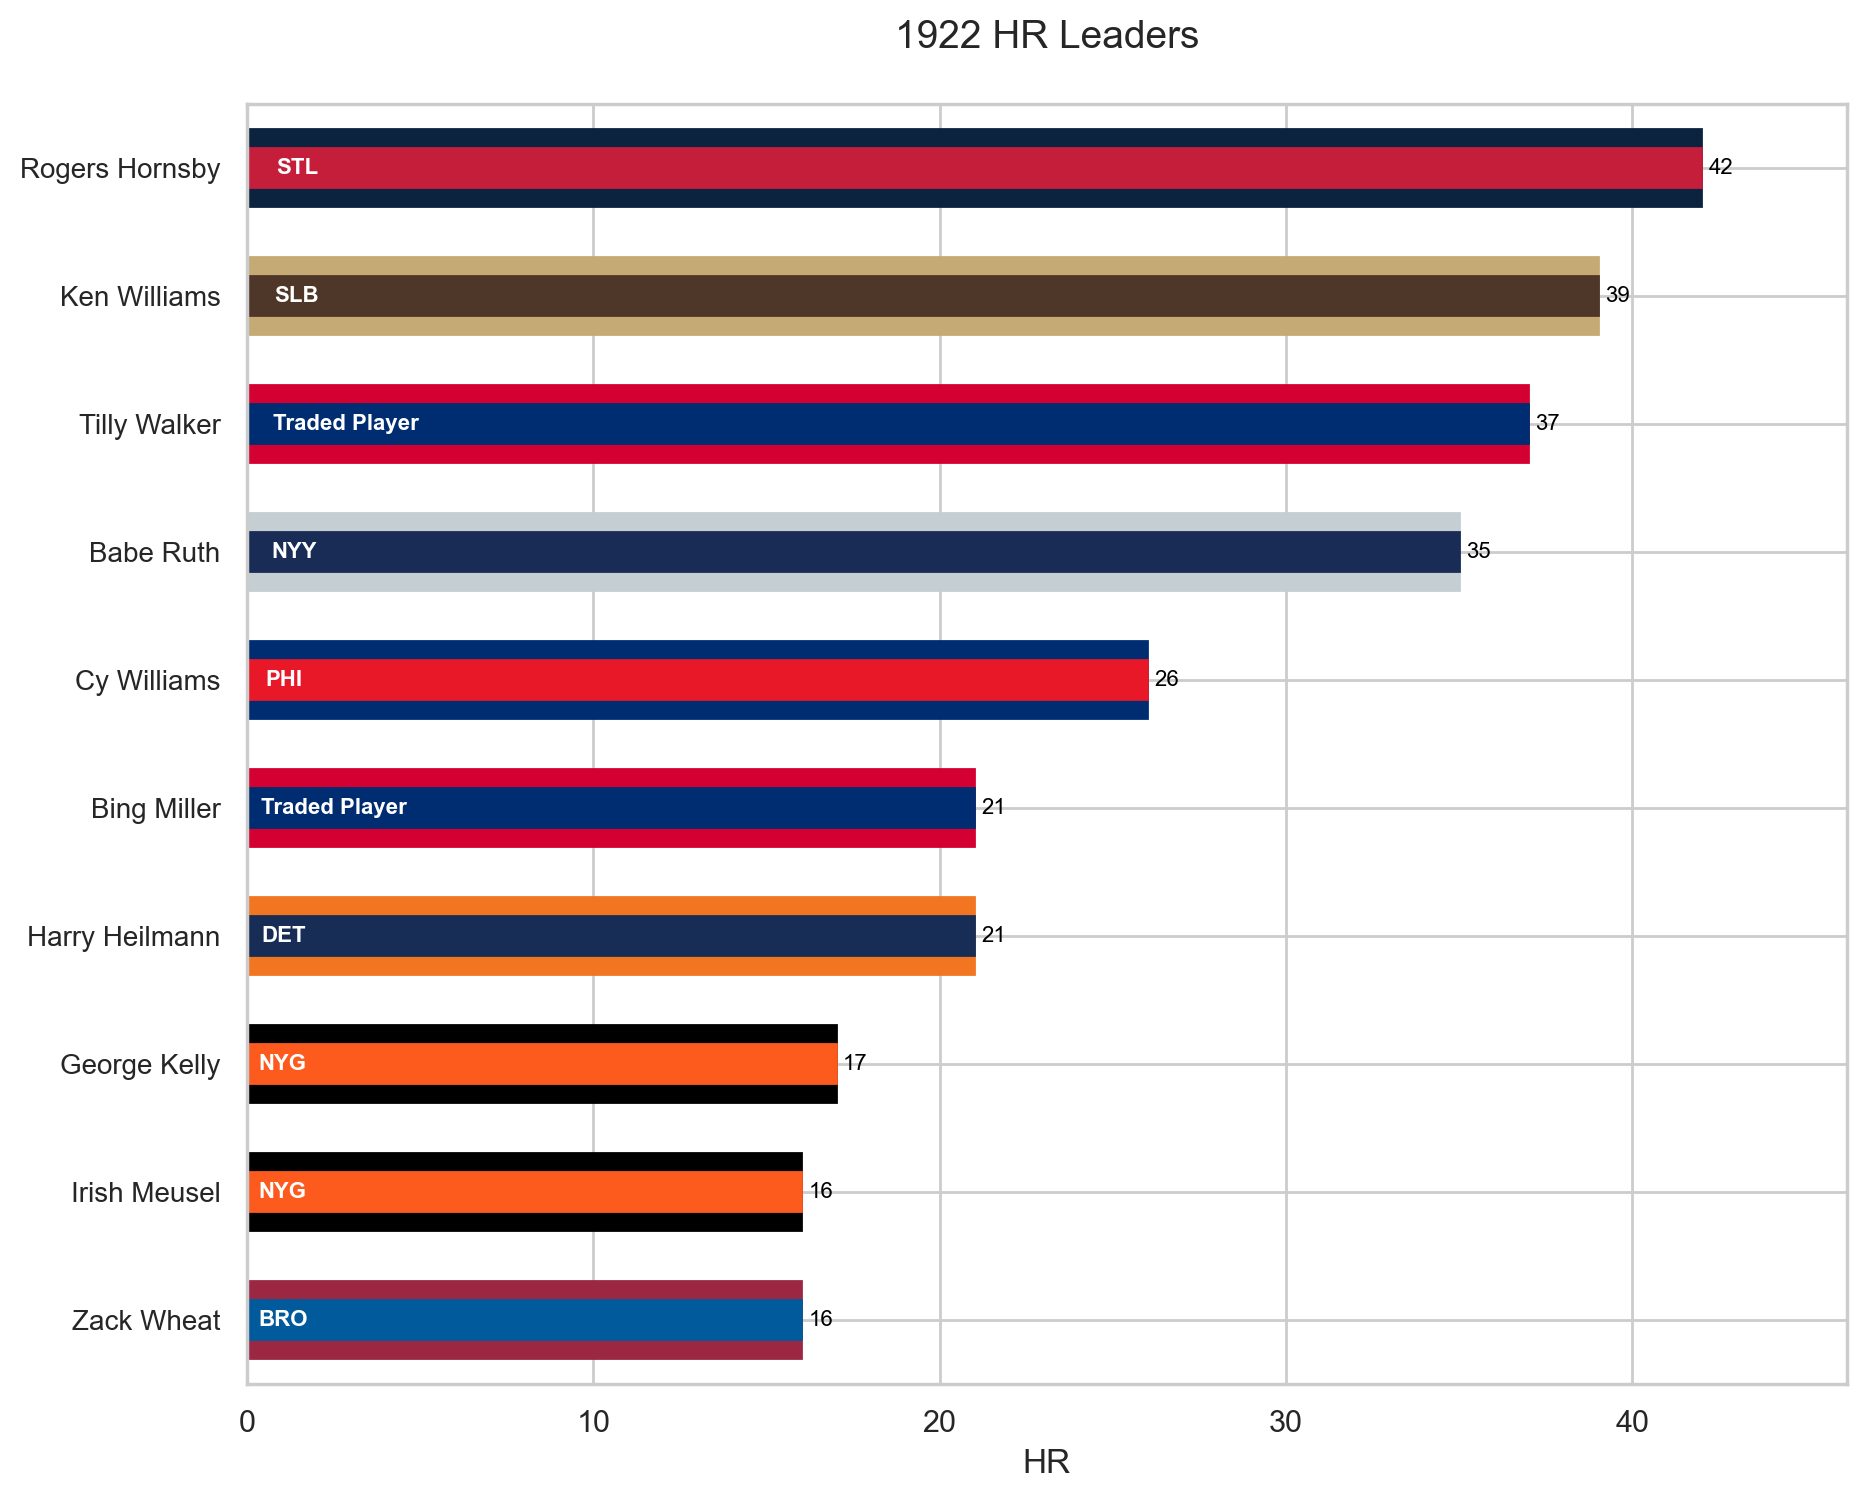 1922 HR Leaders
Rogers Hornsby STL 42
Ken Williams SLB 39
Tilly Walker Traded Player 37
Babe Ruth NYY 35
Cy Williams PHI 26
Bing Miller Traded Player 21
Harry Heilmann DET 21
George Kelly NYG 17
Irish Meusel NYG 16
Zack Wheat BRO 16
0 10 20 30 40
HR